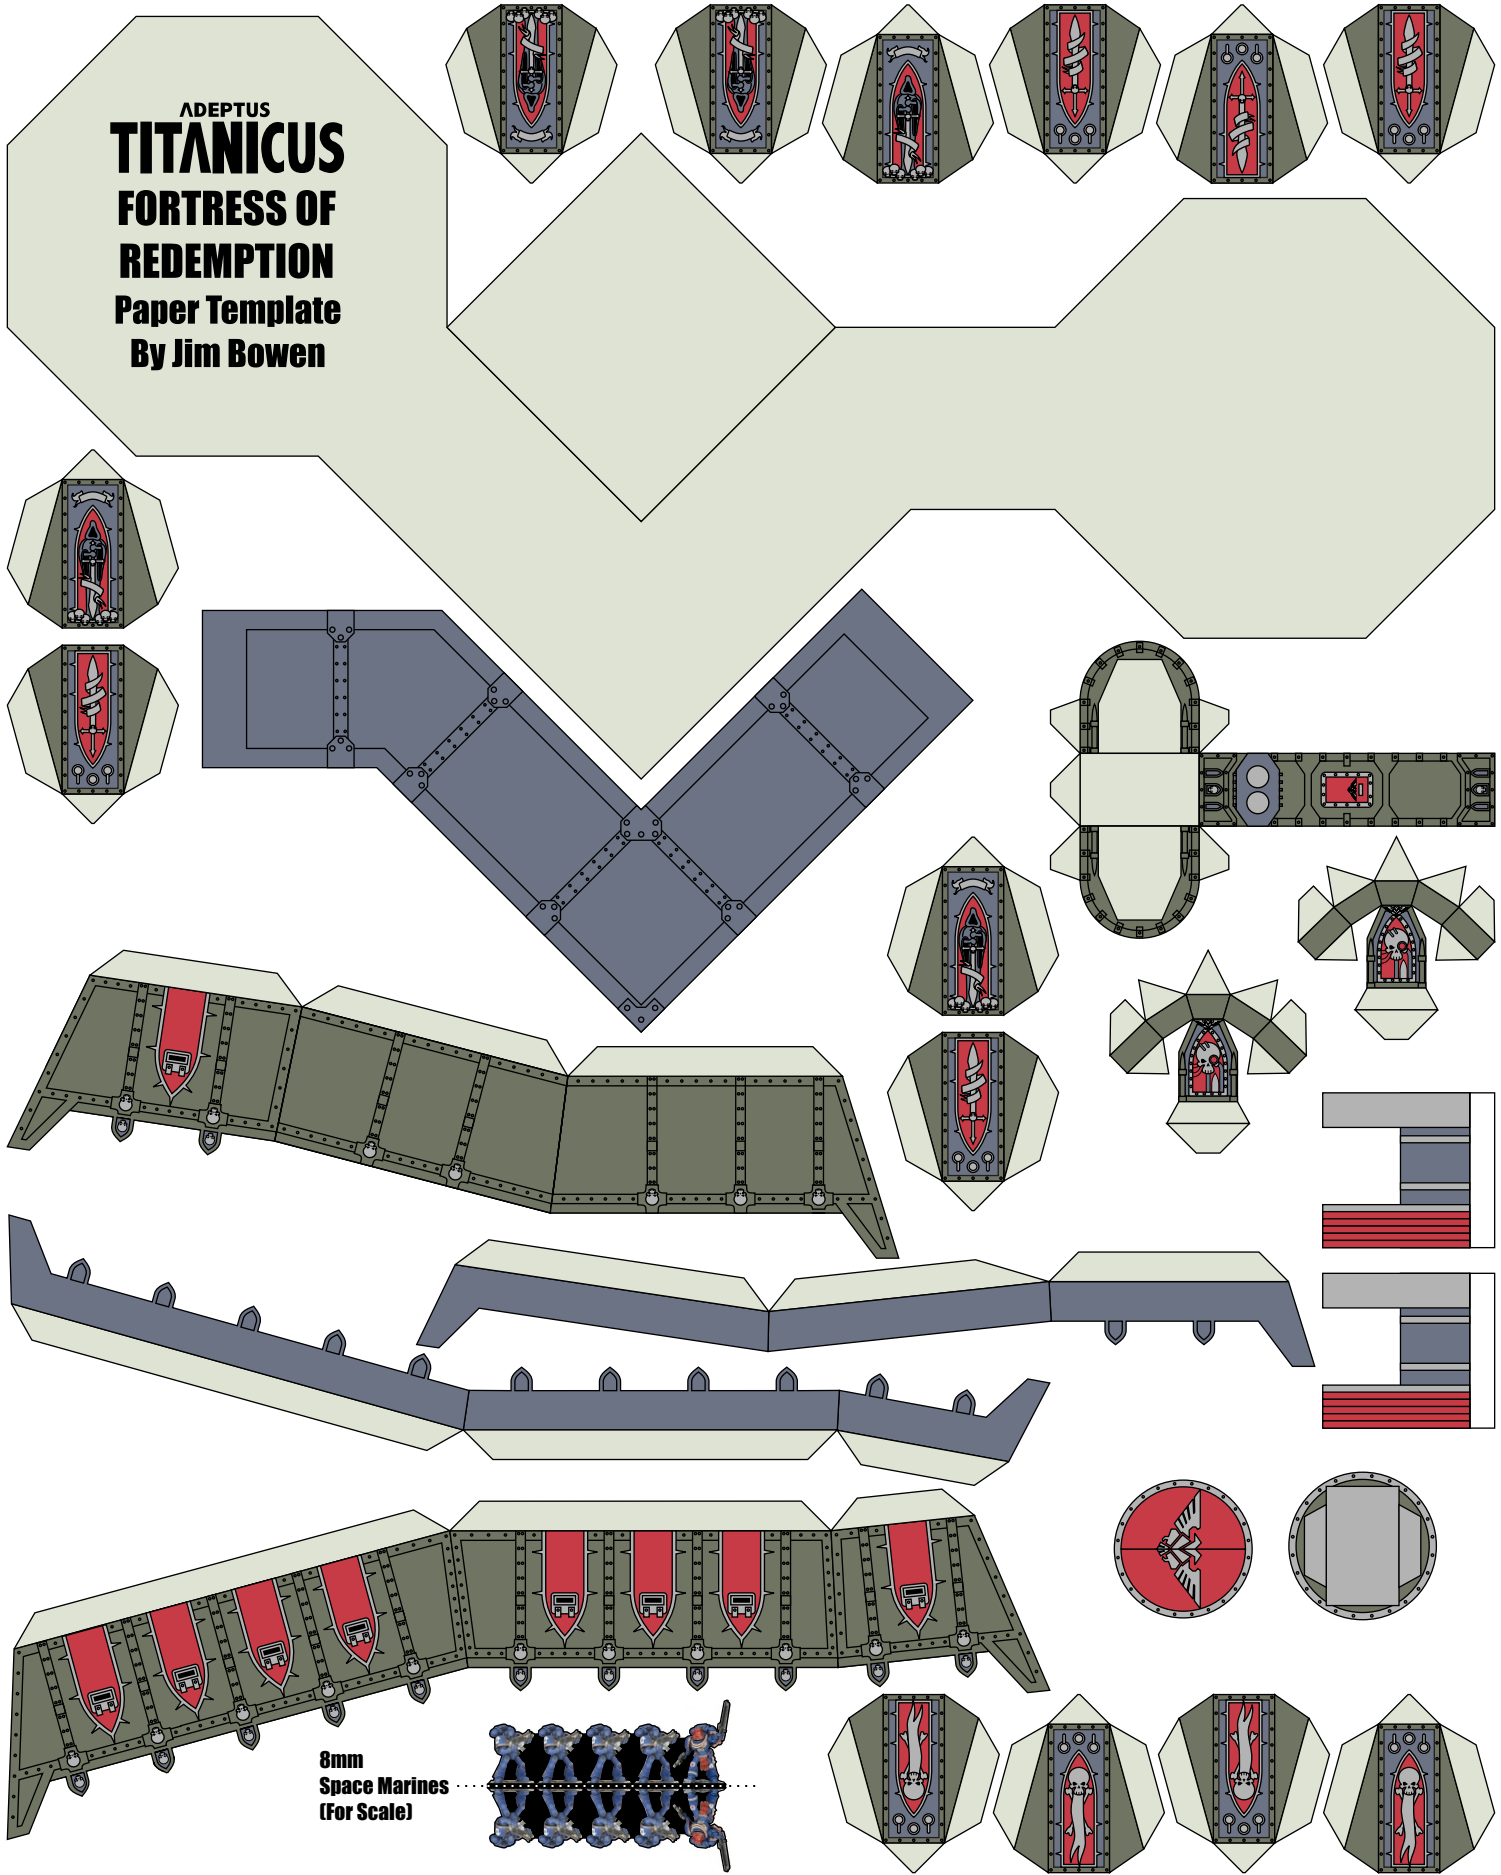 ADEPTUS
TITANICUS
FORTRESS OF
REDEMPTION
Paper Template
By Jim Bowen
8mm
Space Marines
(For Scale)